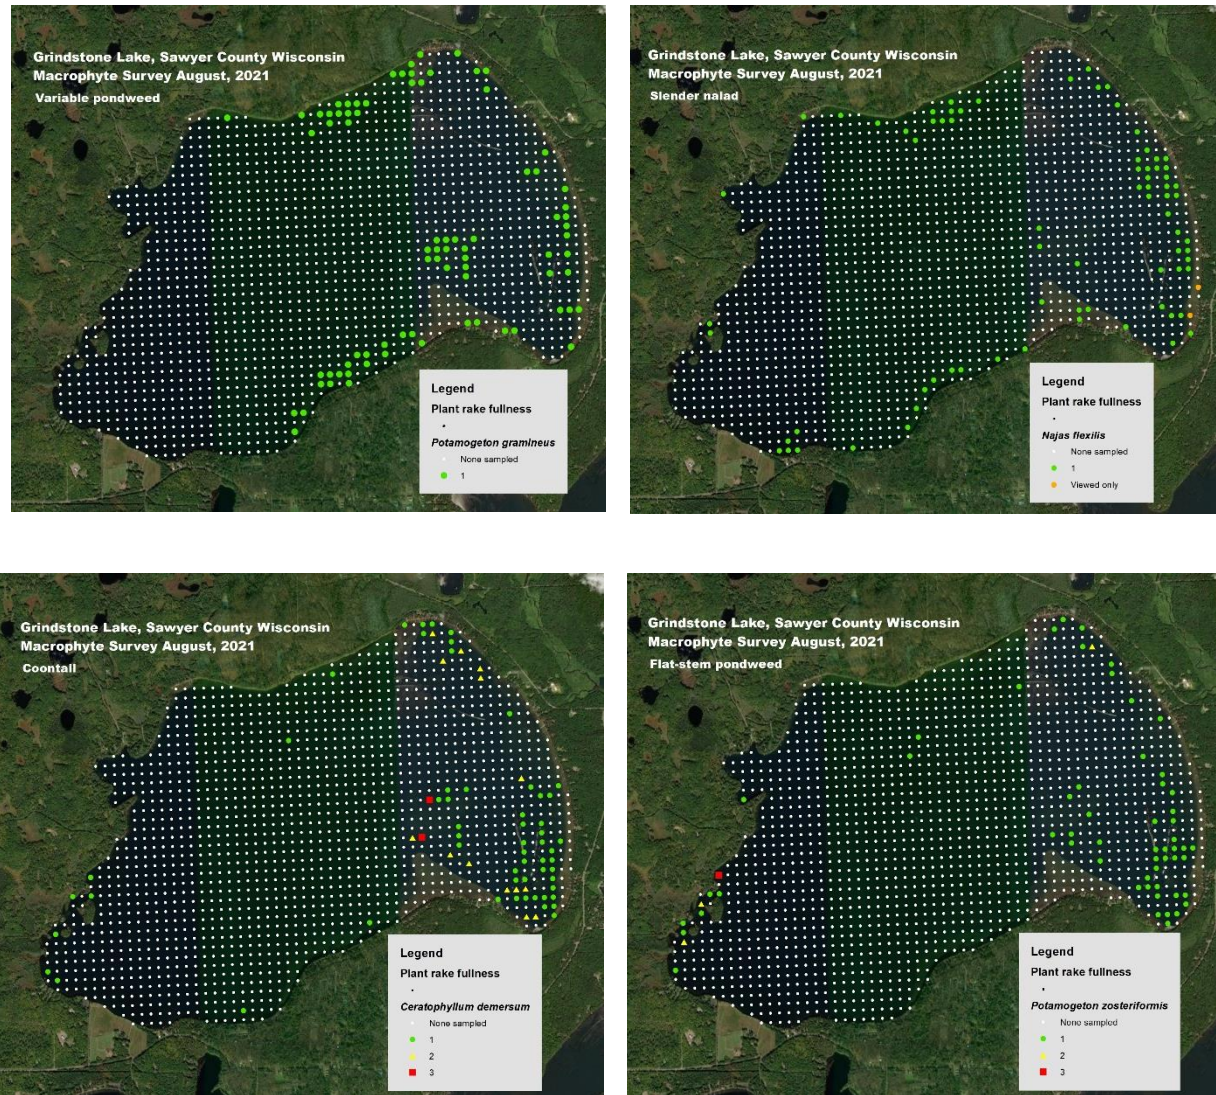 Grindstone Lake, Sawyer County Wisconsin
Macrophyte Survey August, 2021
Variable pondweed
Legend
Plant rake fullness
Potamogeton gramineus
None sampled
1
Grindstone Lake, Sawyer County Wisconsin
Macrophyte Survey August, 2021
Slender naiad
Legend
Plant rake fullness
Najas flexilis
None sampled
1
Viewed only
Grindstone Lake, Sawyer County Wisconsin
Macrophyte Survey August, 2021
Coontail
Legend
Plant rake fullness
Ceratophyllum demersum
None sampled
1
2
3
Grindstone Lake, Sawyer County Wisconsin
Macrophyte Survey August, 2021
Flat-stem pondweed
Legend
Plant rake fullness
Potamogeton zosteriformis
None sampled
1
2
3